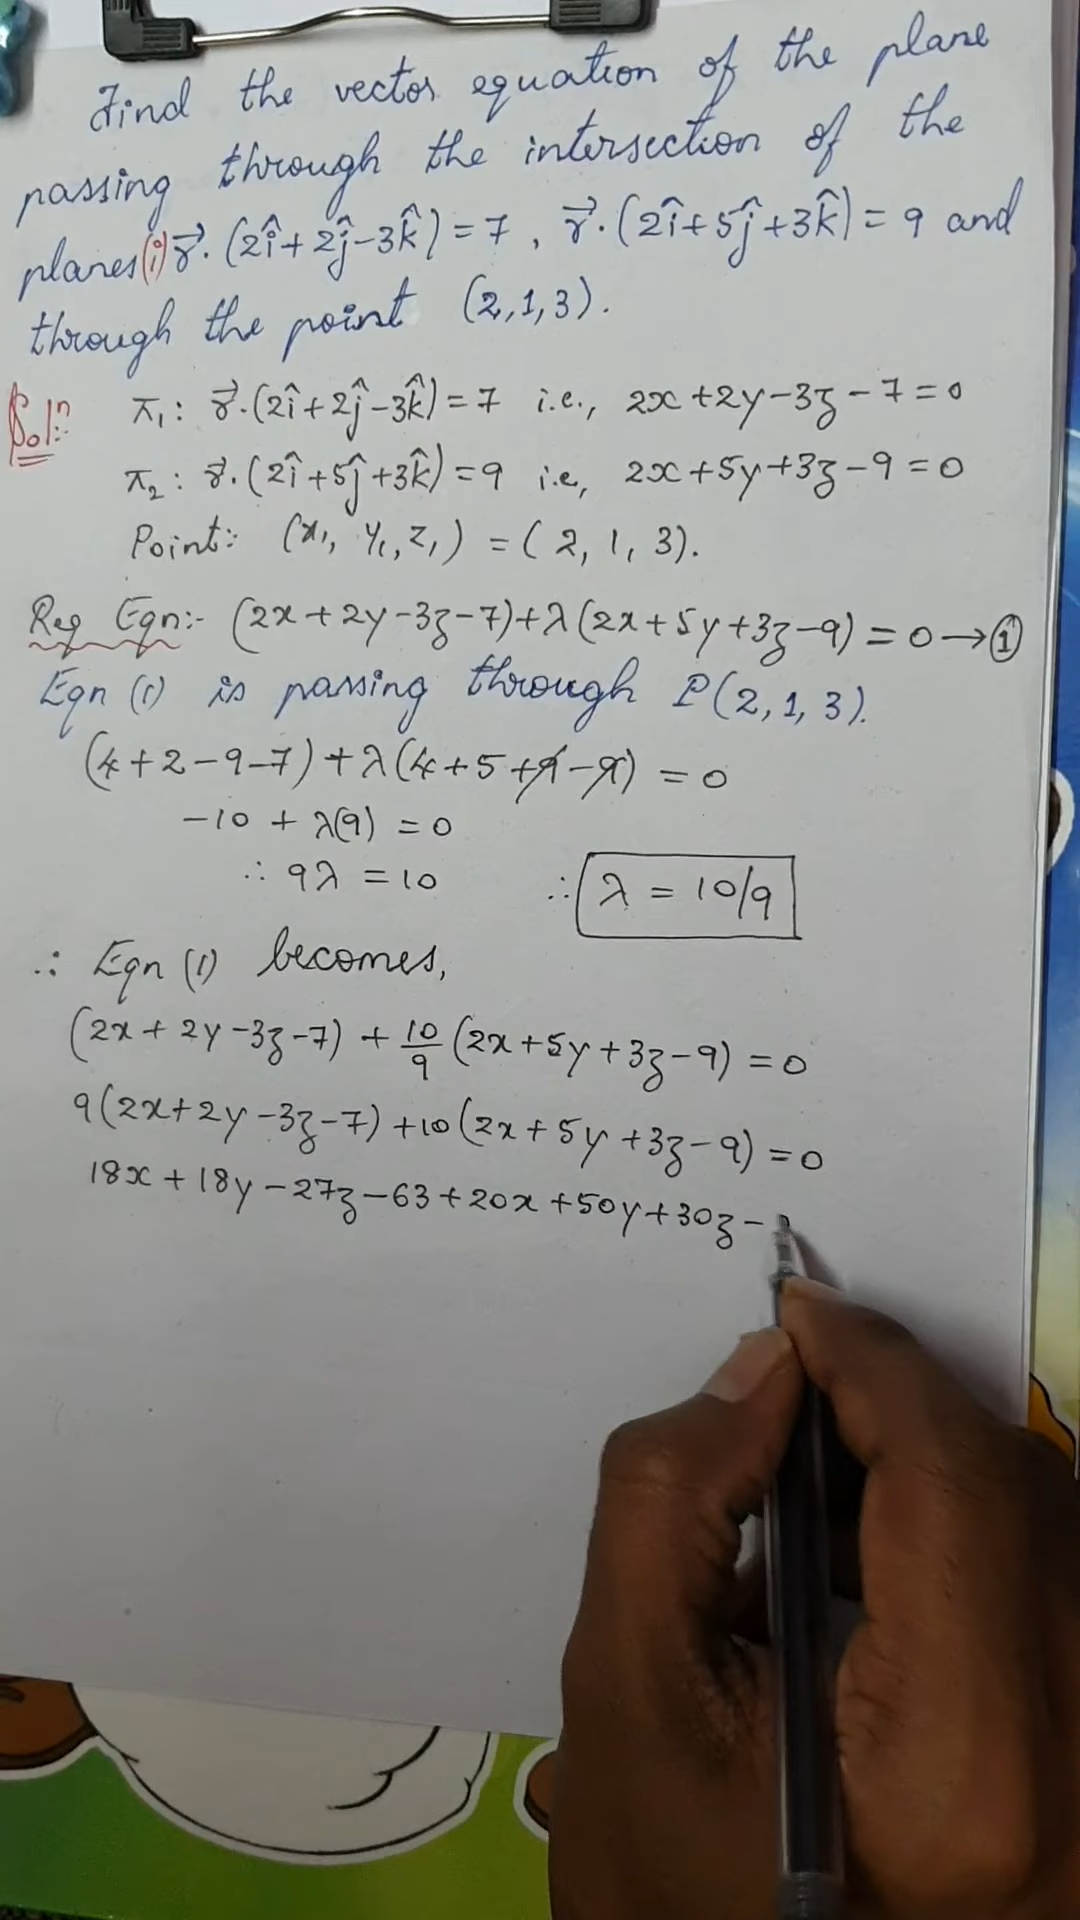 Find the vector equation of the plane
passing through the intersection of the
planes (i) r⃗.(2î+2ĵ-3k̂)=7, r⃗.(2î+5ĵ+3k̂)=9 and
through the point (2,1,3).
Sol:n π₁: r⃗.(2î+2ĵ-3k̂)=7 i.e., 2x+2y-3z-7=0
π₂: r⃗.(2î+5ĵ+3k̂)=9 i.e, 2x+5y+3z-9=0
Point:- (x₁, y₁, z₁) = (2, 1, 3).
Req Eqn:- (2x+2y-3z-7)+λ(2x+5y+3z-9)=0→①
Eqn (1) is passing through P(2,1,3).
(4+2-9-7)+λ(4+5+9-9)=0
-10 + λ(9) = 0
∴ 9λ = 10 ∴ λ = 10/9
∴ Eqn (1) becomes,
(2x+2y-3z-7) + 10/9 (2x+5y+3z-9) = 0
9(2x+2y-3z-7)+10(2x+5y+3z-9)=0
18x+18y-27z-63+20x+50y+30z-